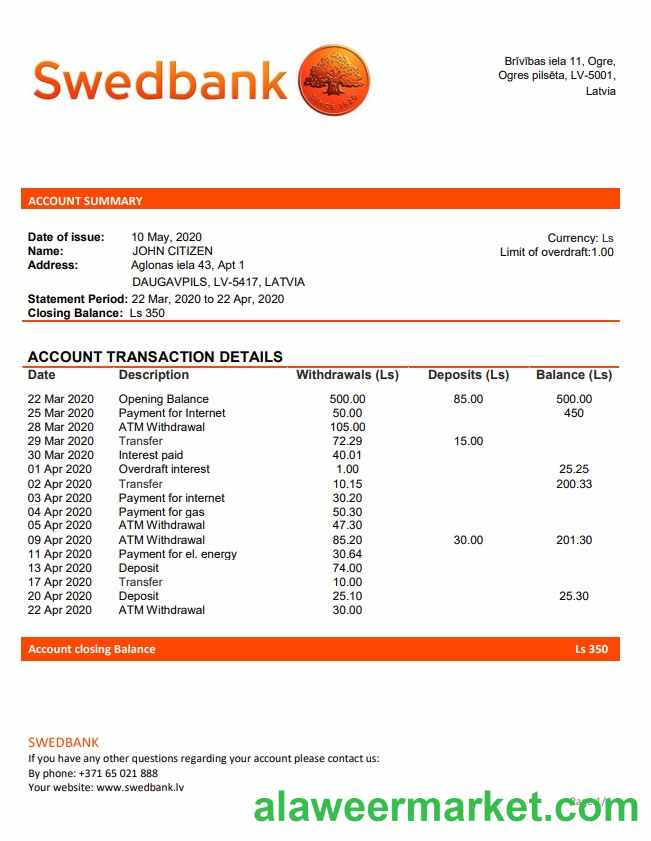 Swedbank
SINCE 1820
Brīvības iela 11, Ogre,
Ogres pilsēta, LV-5001,
Latvia
ACCOUNT SUMMARY
Date of issue: 10 May, 2020
Name: JOHN CITIZEN
Address: Aglonas iela 43, Apt 1
DAUGAVPILS, LV-5417, LATVIA
Statement Period: 22 Mar, 2020 to 22 Apr, 2020
Closing Balance: Ls 350
Currency: Ls
Limit of overdraft:1.00
ACCOUNT TRANSACTION DETAILS
Date Description Withdrawals (Ls) Deposits (Ls) Balance (Ls)
22 Mar 2020 Opening Balance 500.00 85.00 500.00
25 Mar 2020 Payment for Internet 50.00 450
28 Mar 2020 ATM Withdrawal 105.00
29 Mar 2020 Transfer 72.29 15.00
30 Mar 2020 Interest paid 40.01
01 Apr 2020 Overdraft interest 1.00 25.25
02 Apr 2020 Transfer 10.15 200.33
03 Apr 2020 Payment for internet 30.20
04 Apr 2020 Payment for gas 50.30
05 Apr 2020 ATM Withdrawal 47.30
09 Apr 2020 ATM Withdrawal 85.20 30.00 201.30
11 Apr 2020 Payment for el. energy 30.64
13 Apr 2020 Deposit 74.00
17 Apr 2020 Transfer 10.00
20 Apr 2020 Deposit 25.10 25.30
22 Apr 2020 ATM Withdrawal 30.00
Account closing Balance Ls 350
SWEDBANK
If you have any other questions regarding your account please contact us:
By phone: +371 65 021 888
Your website: www.swedbank.lv
alaweermarket.com